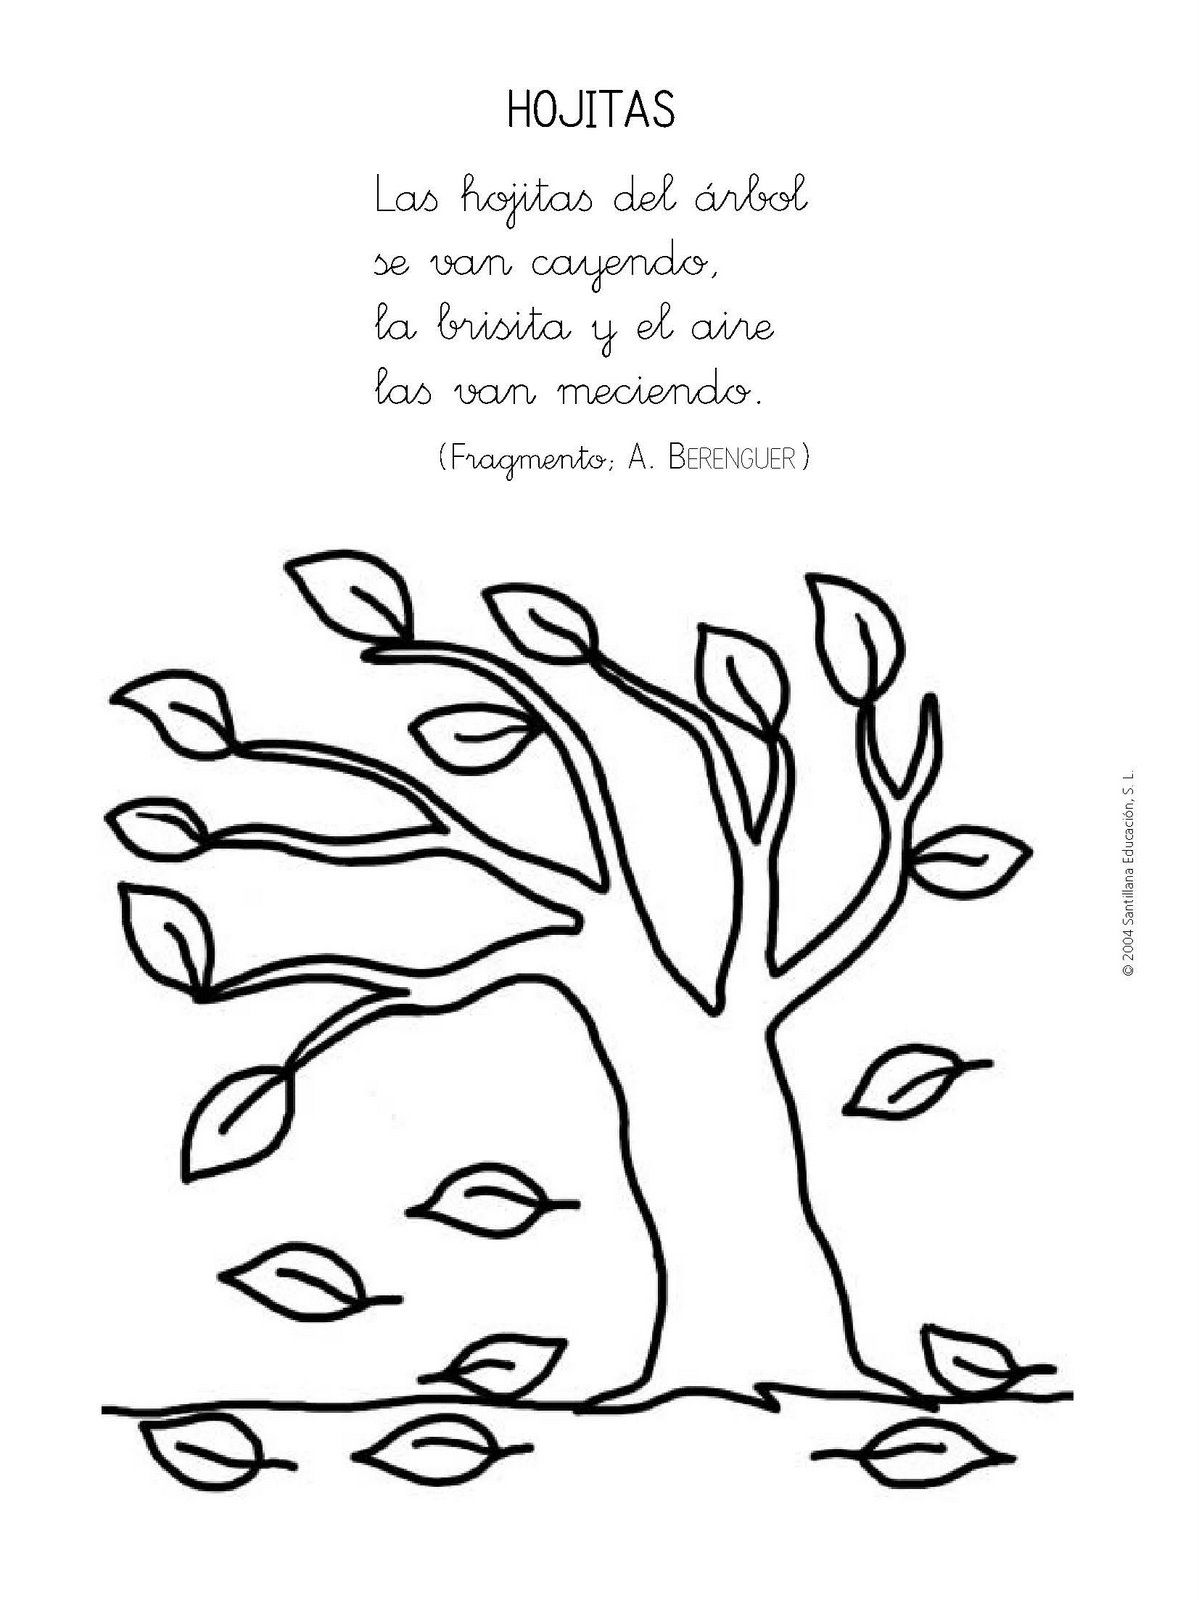 HOJITAS
Las hojitas del árbol
se van cayendo,
la brisita y el aire
las van meciendo.
(Fragmento; A. BERENGUER)
© 2004 Santillana Educación, S. L.